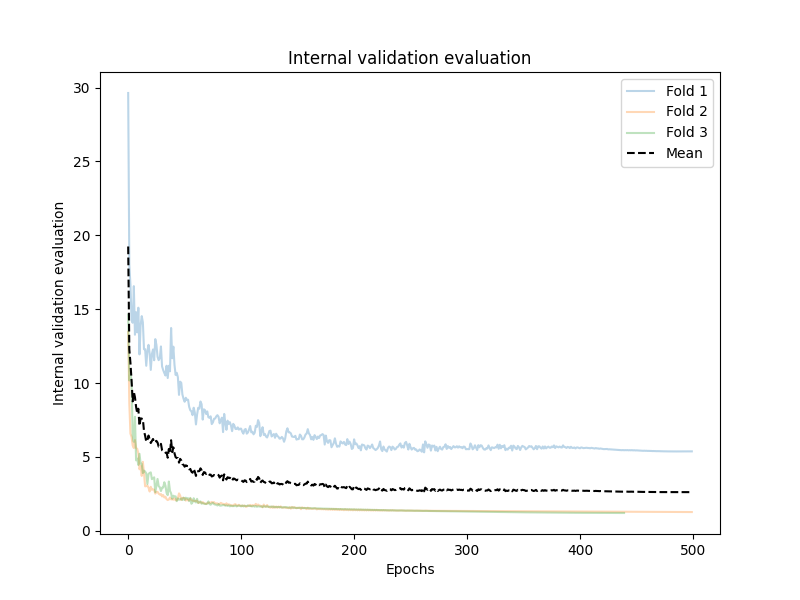 Internal validation evaluation
Internal validation evaluation
30
25
20
15
10
5
0
Fold 1
Fold 2
Fold 3
Mean
0 100 200 300 400 500
Epochs